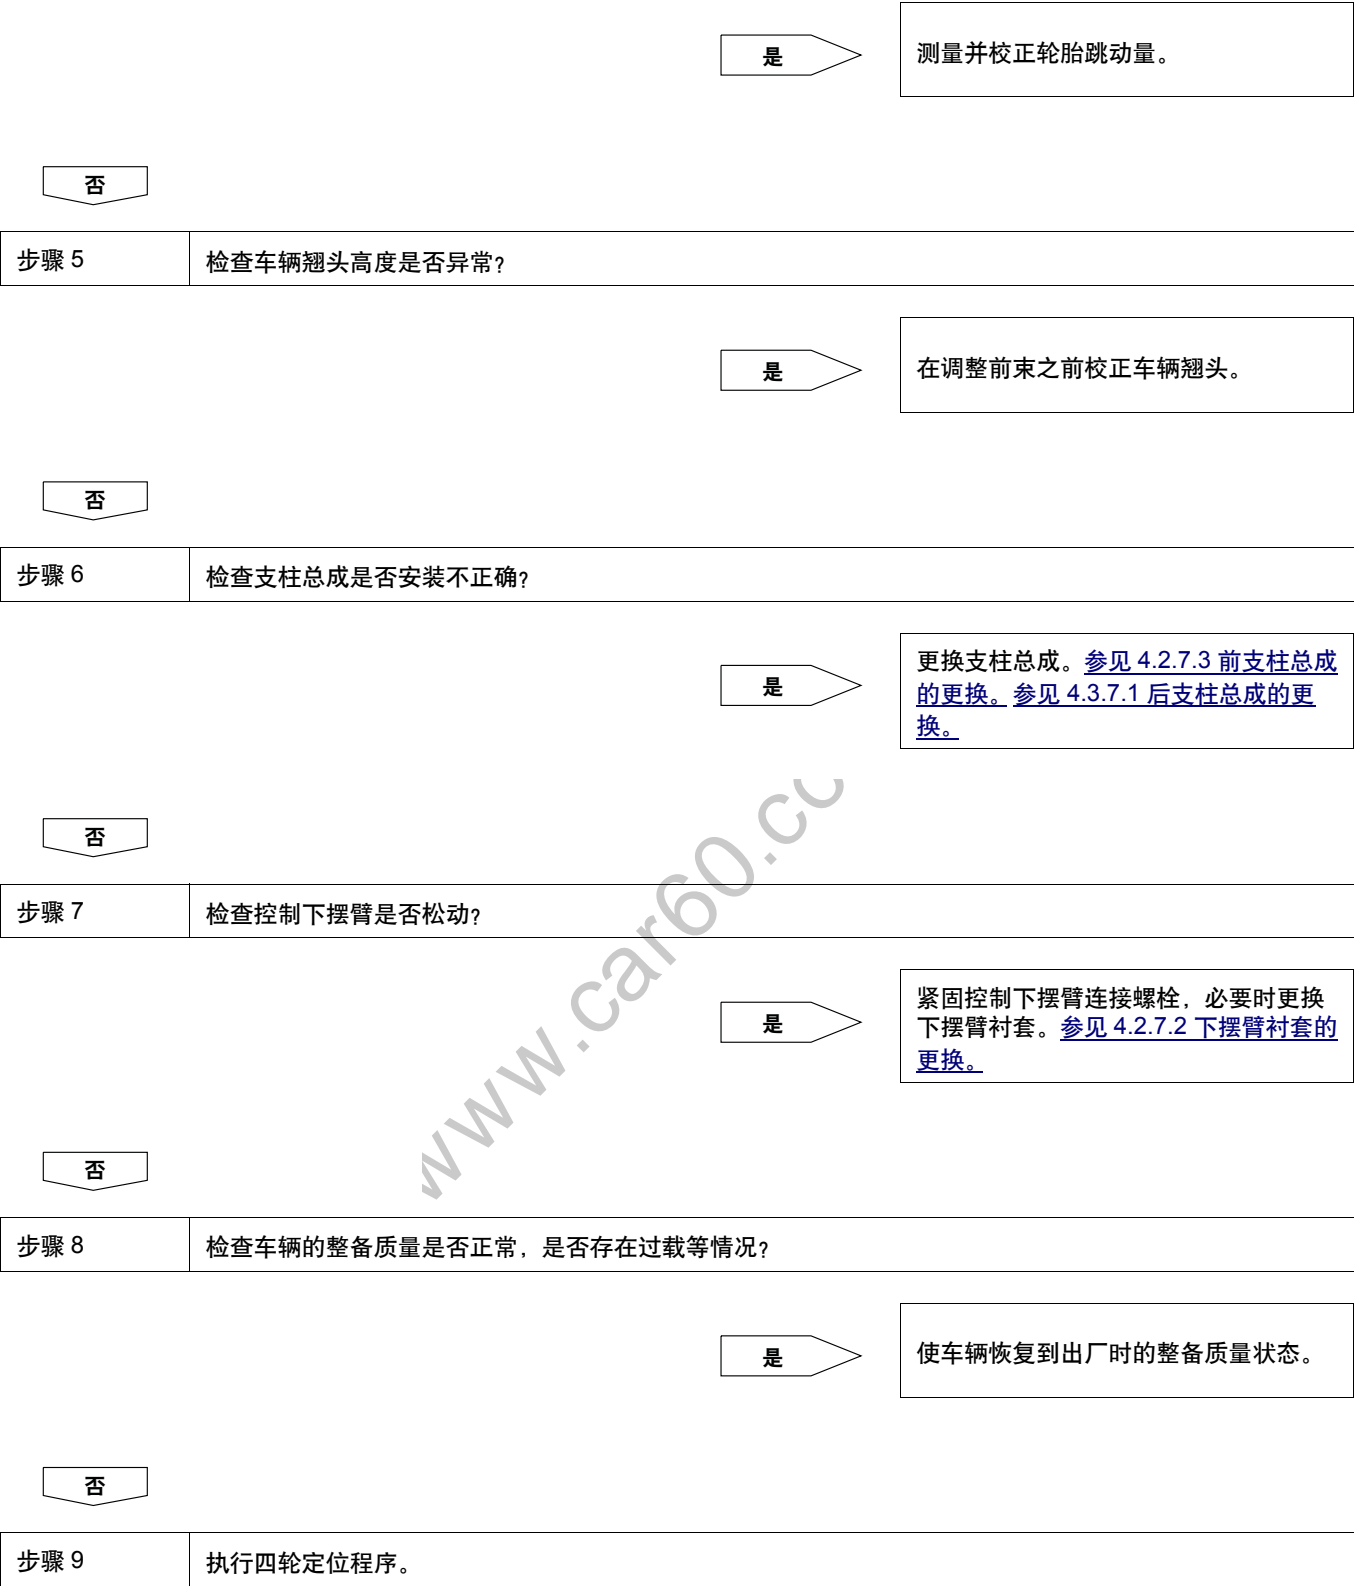 是
测量并校正轮胎跳动量。
否
步骤 5
检查车辆翘头高度是否异常?
是
在调整前束之前校正车辆翘头。
否
步骤 6
检查支柱总成是否安装不正确?
是
更换支柱总成。参见 4.2.7.3 前支柱总成
的更换。 参见 4.3.7.1 后支柱总成的更
换。
否
步骤 7
检查控制下摆臂是否松动?
是
紧固控制下摆臂连接螺栓，必要时更换
下摆臂衬套。参见 4.2.7.2 下摆臂衬套的
更换。
www.car60.co
否
步骤 8
检查车辆的整备质量是否正常，是否存在过载等情况?
是
使车辆恢复到出厂时的整备质量状态。
否
步骤 9
执行四轮定位程序。